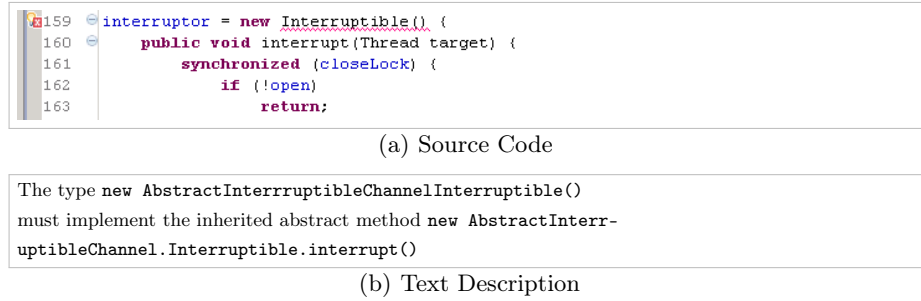 159 interruptor = new Interruptible() {
160 public void interrupt(Thread target) {
161 synchronized (closeLock) {
162 if (!open)
163 return;
(a) Source Code
The type new AbstractInterrruptibleChannelInterruptible()
must implement the inherited abstract method new AbstractInterr-
uptibleChannel.Interruptible.interrupt()
(b) Text Description